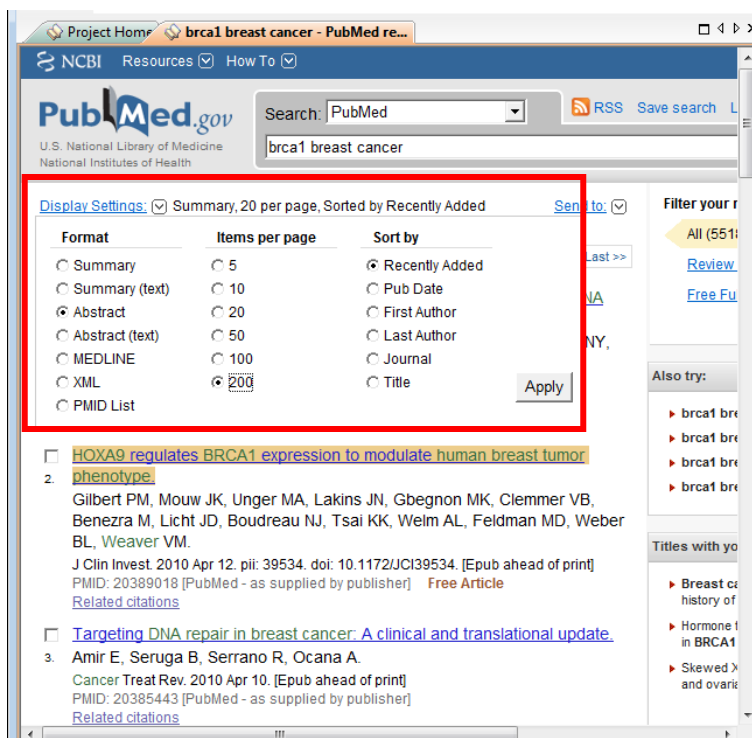 Project Home brca1 breast cancer - PubMed re...
NCBI Resources How To
PubMed.gov
U.S. National Library of Medicine
National Institutes of Health
Search: PubMed
RSS Save search L
brca1 breast cancer
Display Settings: Summary, 20 per page, Sorted by Recently Added Send to:
Format Items per page Sort by
Summary 5 Recently Added
Summary (text) 10 Pub Date
Abstract 20 First Author
Abstract (text) 50 Last Author
MEDLINE 100 Journal
XML 200 Title
PMID List
Apply
Last >>
NA
NY,
HOXA9 regulates BRCA1 expression to modulate human breast tumor
2. phenotype.
Gilbert PM, Mouw JK, Unger MA, Lakins JN, Gbegnon MK, Clemmer VB,
Benezra M, Licht JD, Boudreau NJ, Tsai KK, Welm AL, Feldman MD, Weber
BL, Weaver VM.
J Clin Invest. 2010 Apr 12. pii: 39534. doi: 10.1172/JCI39534. [Epub ahead of print]
PMID: 20389018 [PubMed - as supplied by publisher] Free Article
Related citations
Targeting DNA repair in breast cancer: A clinical and translational update.
3. Amir E, Seruga B, Serrano R, Ocana A.
Cancer Treat Rev. 2010 Apr 10. [Epub ahead of print]
PMID: 20385443 [PubMed - as supplied by publisher]
Related citations
Filter your r
All (551
Review
Free Fu
Also try:
brca1 bre
brca1 bre
brca1 bre
brca1 bre
Titles with yo
Breast ca
history of
Hormone t
in BRCA1
Skewed X
and ovaria